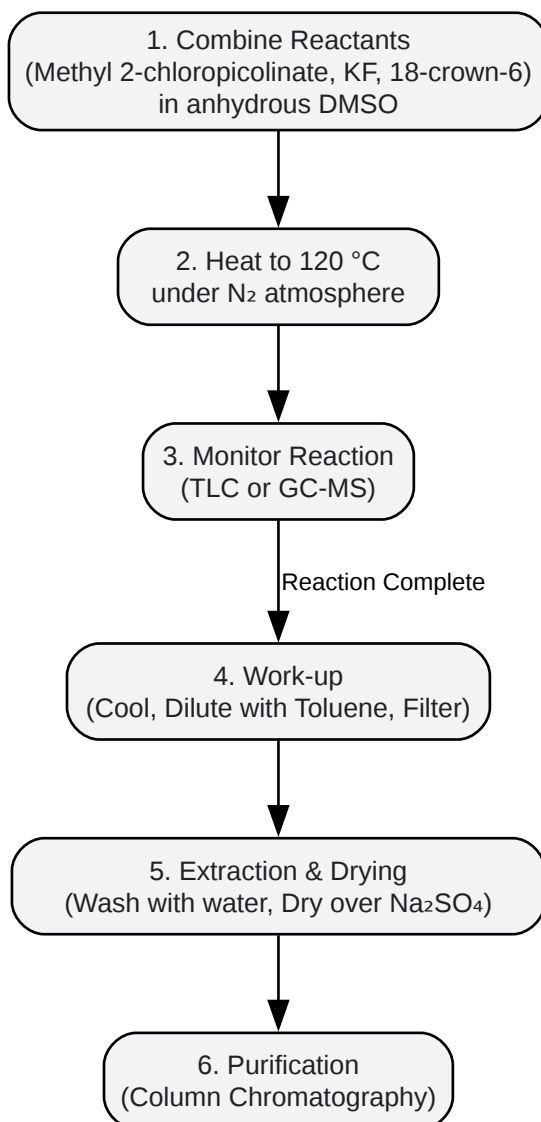 1. Combine Reactants
(Methyl 2-chloropicolinate, KF, 18-crown-6)
in anhydrous DMSO
2. Heat to 120 °C
under N₂ atmosphere
3. Monitor Reaction
(TLC or GC-MS)
Reaction Complete
4. Work-up
(Cool, Dilute with Toluene, Filter)
5. Extraction & Drying
(Wash with water, Dry over Na₂SO₄)
6. Purification
(Column Chromatography)